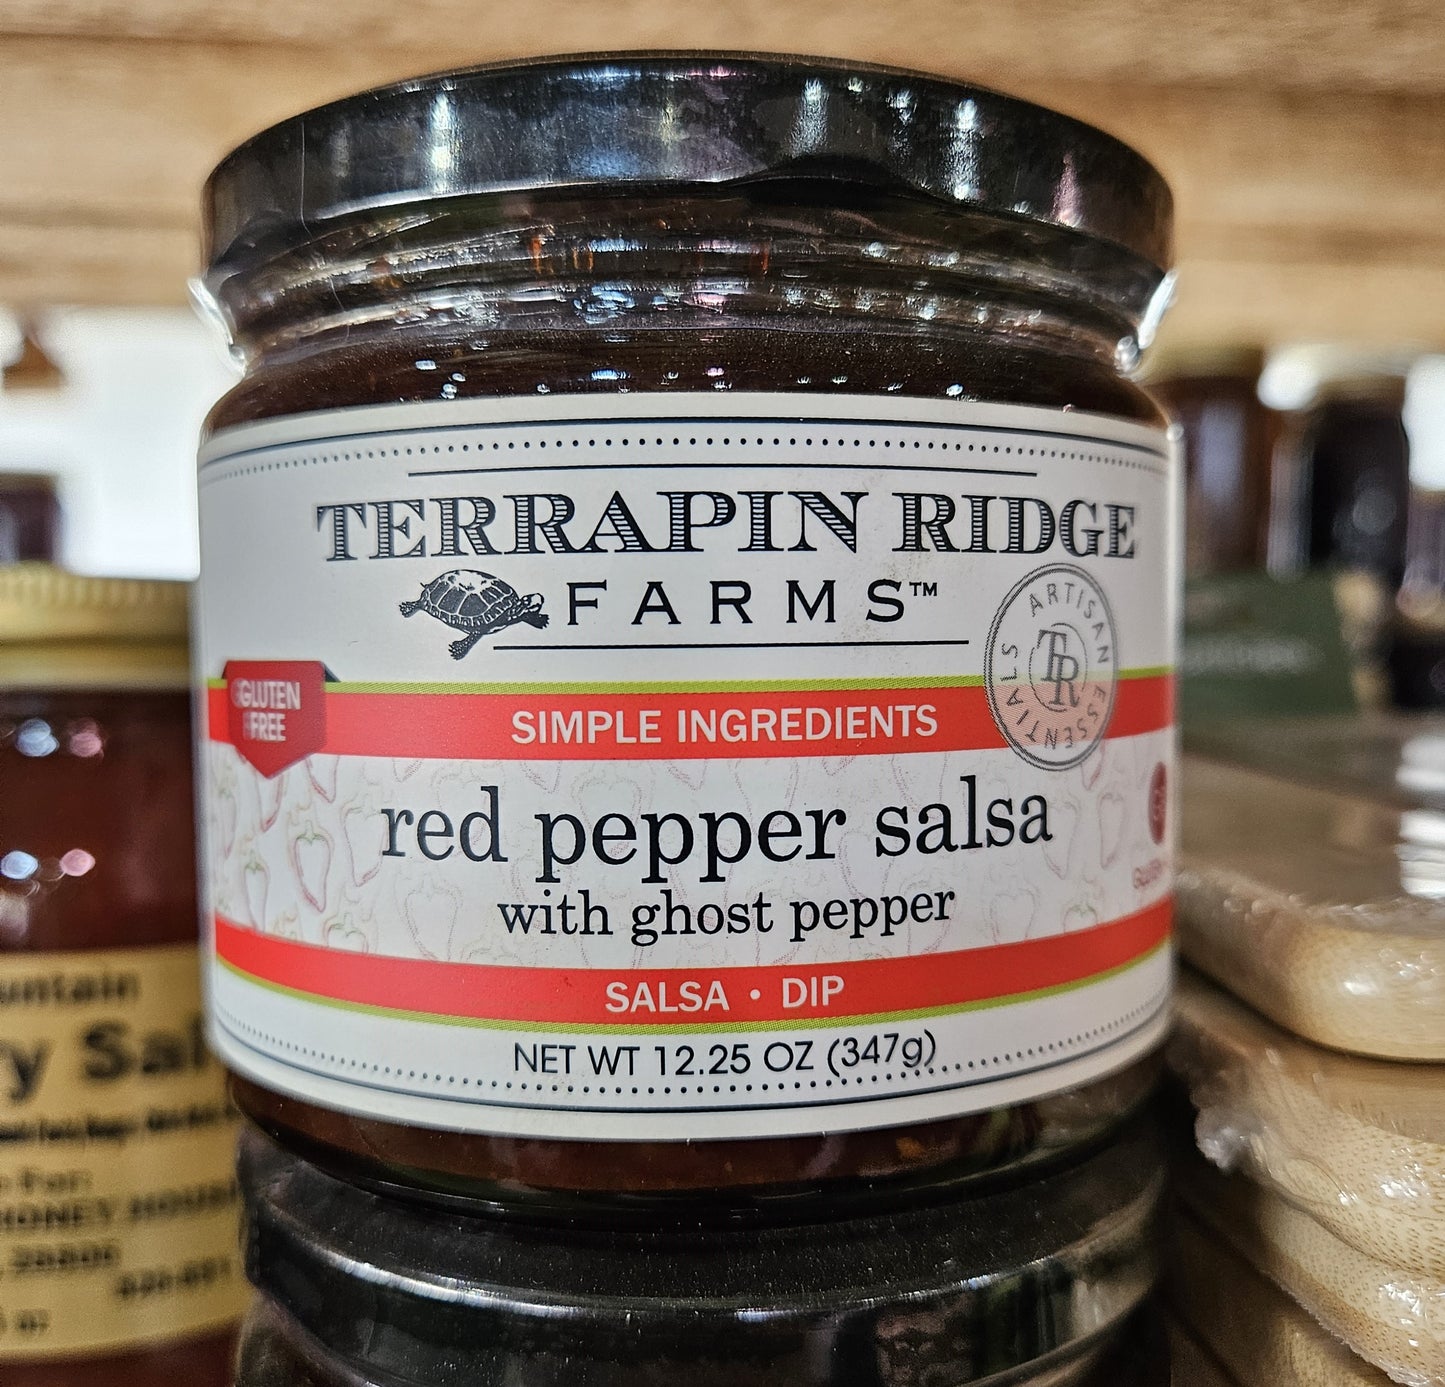 TERRAPIN RIDGE
FARMS™
ARTISAN ESSENTIALS
TR
GLUTEN
FREE
SIMPLE INGREDIENTS
red pepper salsa
with ghost pepper
SALSA • DIP
NET WT 12.25 OZ (347g)